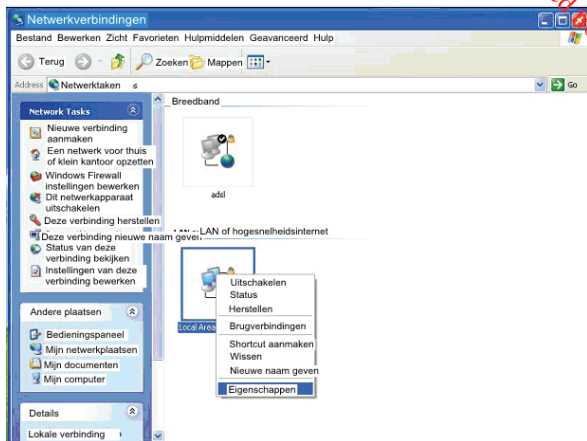 Netwerkverbindingen
Bestand Bewerken Zicht Favorieten Hulpmiddelen Geavanceerd Hulp
Terug Zoeken Mappen
Address Netwerktaken s Go
Network Tasks
Nieuwe verbinding
aanmaken
Een netwerk voor thuis
of klein kantoor opzetten
Windows Firewall
instellingen bewerken
Dit netwerkapparaat
uitschakelen
Deze verbinding herstellen
Deze verbinding nieuwe naam geven
Status van deze
verbinding bekijken
Instellingen van deze
verbinding bewerken
Andere plaatsen
Bedieningspaneel
Mijn netwerkplaatsen
Mijn documenten
Mijn computer
Details
Lokale verbinding
Breedband
adsl
LAN of hogesnelheidsinternet
Local Area
Uitschakelen
Status
Herstellen
Brugverbindingen
Shortcut aanmaken
Wissen
Nieuwe naam geven
Eigenschappen